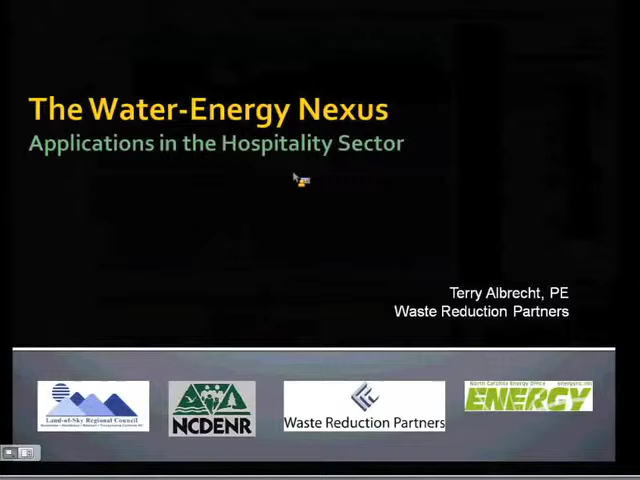 The Water-Energy Nexus
Applications in the Hospitality Sector
Terry Albrecht, PE
Waste Reduction Partners
Land-of-Sky Regional Council
NCDENR
Waste Reduction Partners
North Carolina Energy Office
ENERGY